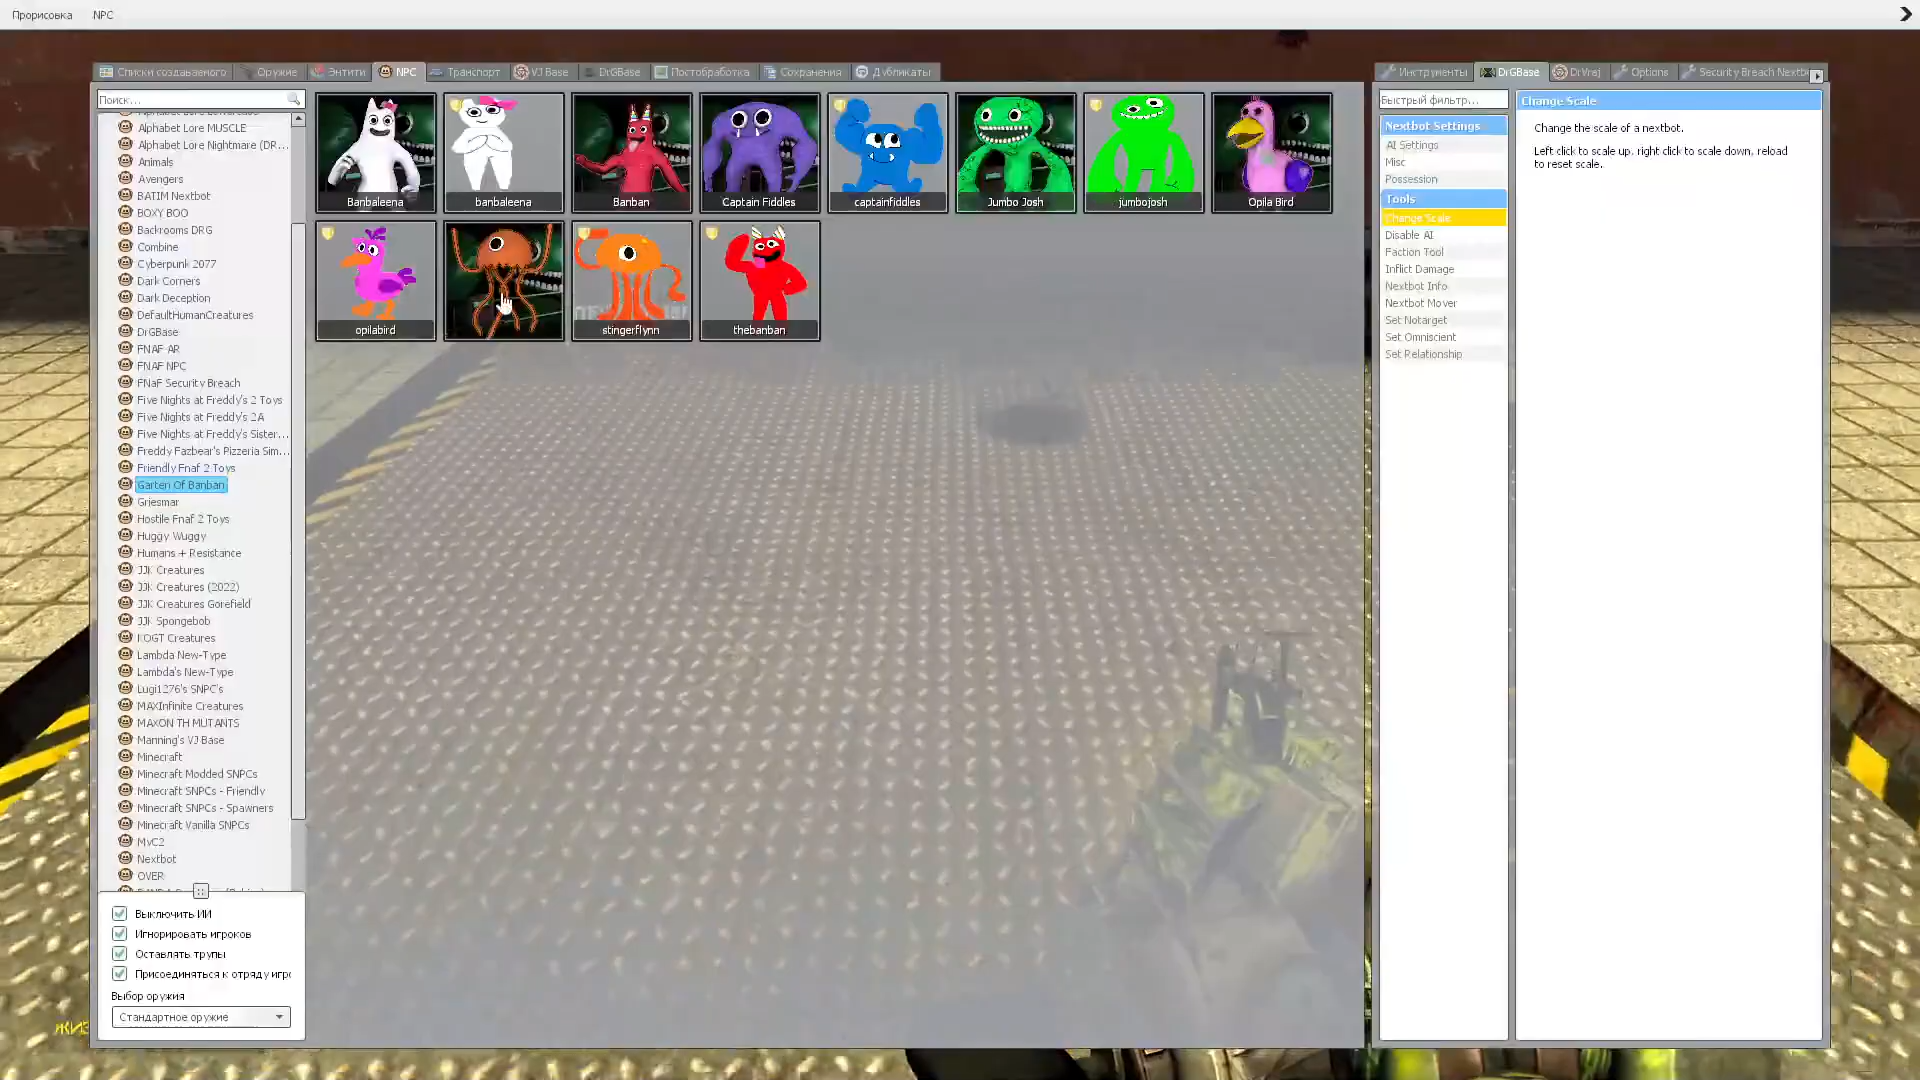 Прорисовка NPC
Списки создаваемого Оружие Энтити NPC Транспорт VJ Base DrGBase Постобработка Сохранения Дубликаты
Поиск...
Alphabet Lore MUSCLE
Alphabet Lore Nightmare (DR...
Animals
Avengers
BATIM Nextbot
BOXY BOO
Backrooms DRG
Combine
Cyberpunk 2077
Dark Corners
Dark Deception
DefaultHumanCreatures
DrGBase
FNAF AR
FNAF NPC
FNaF Security Breach
Five Nights at Freddy's 2 Toys
Five Nights at Freddy's 2A
Five Nights at Freddy's Sister...
Freddy Fazbear's Pizzeria Sim...
Friendly Fnaf 2 Toys
Garten Of Banban
Griesmar
Hostile Fnaf 2 Toys
Huggy Wuggy
Humans + Resistance
JJK Creatures
JJK Creatures (2022)
JJK Creatures Gorefield
JJK Spongebob
KOGT Creatures
Lambda New-Type
Lambda's New-Type
Lugi1276's SNPC's
MAXInfinite Creatures
MAXON TH MUTANTS
Manning's VJ Base
Minecraft
Minecraft Modded SNPCs
Minecraft SNPCs - Friendly
Minecraft SNPCs - Spawners
Minecraft Vanilla SNPCs
MvC2
Nextbot
OVER
Выключить ИИ
Игнорировать игроков
Оставлять трупы
Присоединяться к отряду игро
Выбор оружия
Стандартное оружие
Banbaleena banbaleena Banban Captain Fiddles captainfiddles Jumbo Josh jumbojosh Opila Bird
opilabird stingerflynn thebanban
Инструменты DrGBase DrVrej Options Security Breach Nextb
Быстрый фильтр...
Nextbot Settings
AI Settings
Misc
Possession
Tools
Change Scale
Disable AI
Faction Tool
Inflict Damage
Nextbot Info
Nextbot Mover
Set Notarget
Set Omniscient
Set Relationship
Change Scale
Change the scale of a nextbot.
Left click to scale up, right click to scale down, reload
to reset scale.